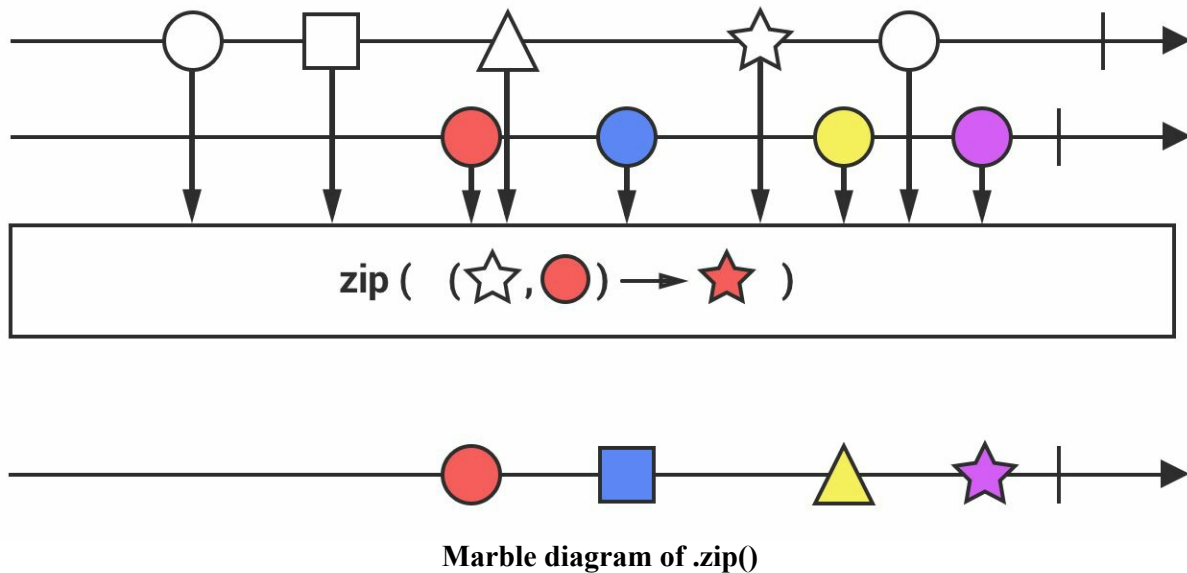 zip ( ( , ) )
Marble diagram of .zip()